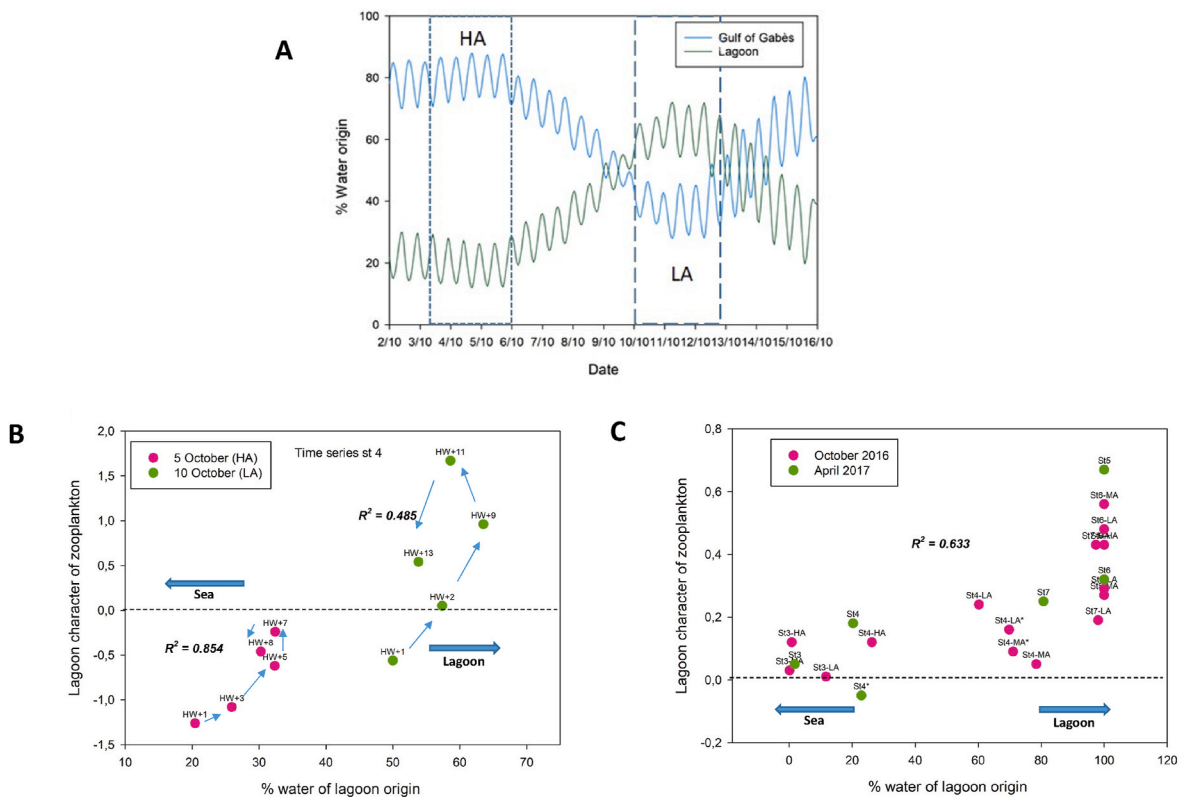 A
100
80
60
40
20
0
% Water origin
HA
LA
Gulf of Gabès
Lagoon
2/10 3/10 4/10 5/10 6/10 7/10 8/10 9/10 10/10 11/10 12/10 13/10 14/10 15/10 16/10
Date
B
2,0
1,5
1,0
0,5
0,0
-0,5
-1,0
-1,5
Lagoon character of zooplankton
5 October (HA)
10 October (LA)
Time series st 4
HW+11
R² = 0.485
HW+9
HW+13
Sea
HW+2
HW+7
R² = 0.854
HW+8
HW+5
HW+1
Lagoon
HW+3
HW+1
10 20 30 40 50 60 70
% water of lagoon origin
C
0,8
0,6
0,4
0,2
0,0
-0,2
Lagoon character of zooplankton
October 2016
April 2017
St5
St6-MA
R² = 0.633
St6-LA
St6
St7
St4-LA
St4
St4-LA*
St7-LA
St3-HA
St4-HA
St4-MA*
St3
St3-MA
St3-LA
St4-MA
St4*
Sea
Lagoon
0 20 40 60 80 100 120
% water of lagoon origin